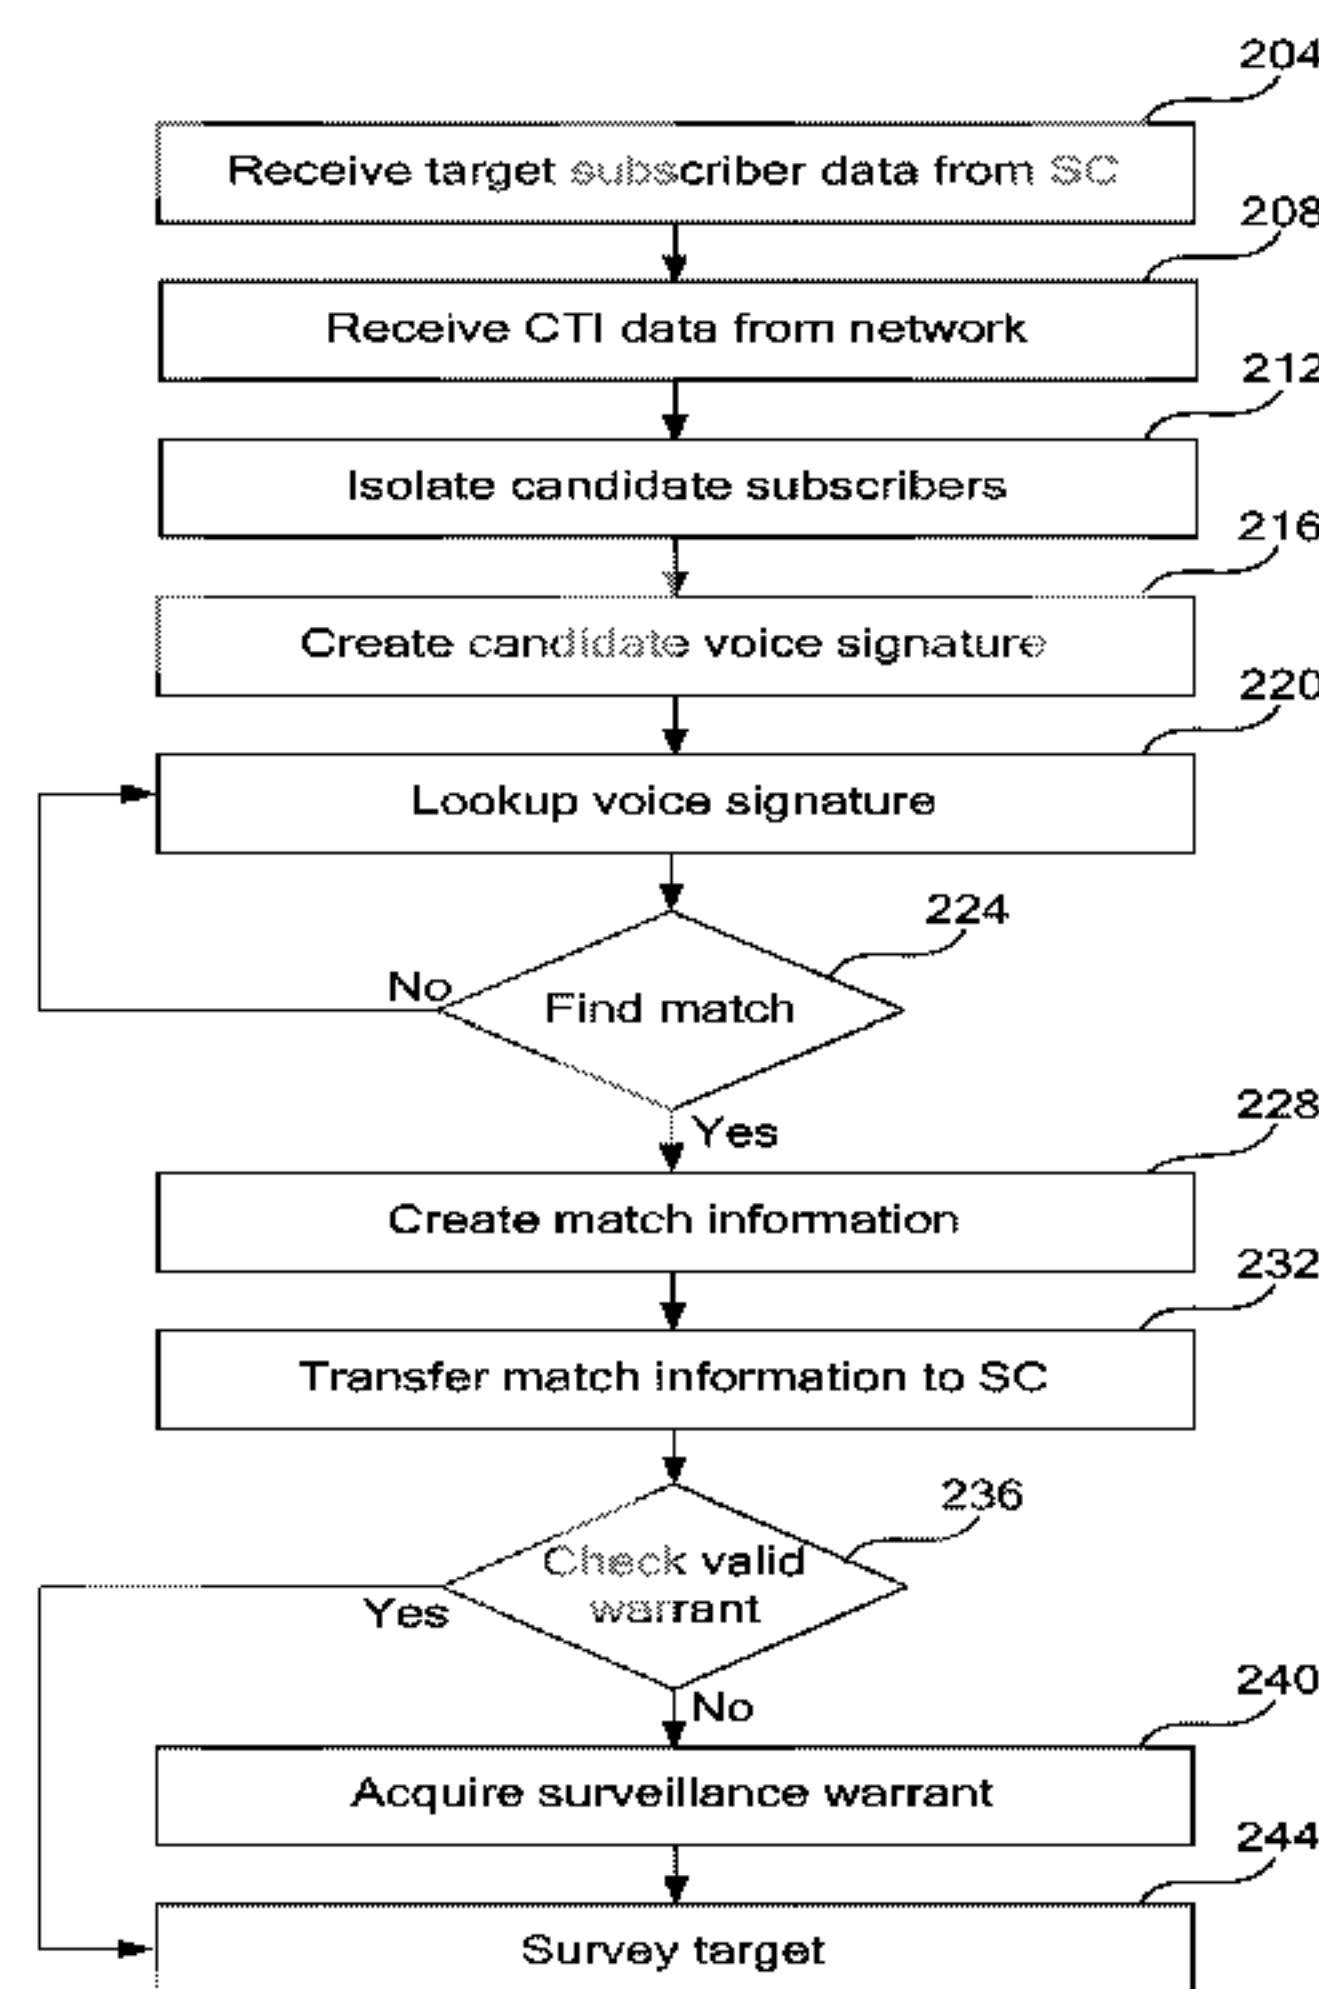 204
Receive target subscriber data from SC
208
Receive CTI data from network
212
Isolate candidate subscribers
216
Create candidate voice signature
220
Lookup voice signature
224
No
Find match
Yes
228
Create match information
232
Transfer match information to SC
236
Check valid
warrant
Yes
No
240
Acquire surveillance warrant
244
Survey target